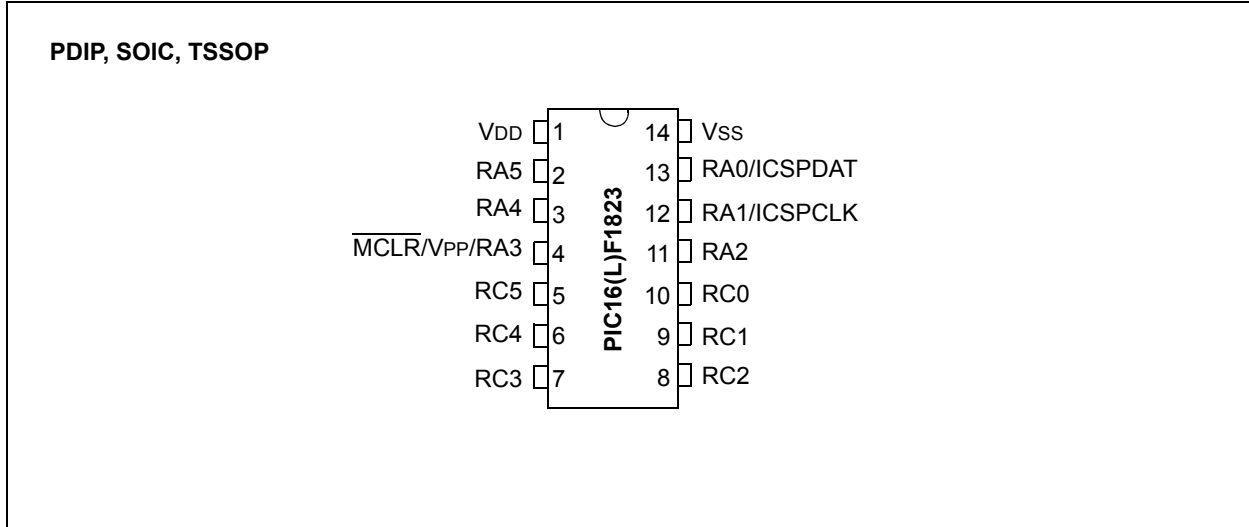 PDIP, SOIC, TSSOP
VDD 1 14 VSS
RA5 2 13 RA0/ICSPDAT
RA4 3 12 RA1/ICSPCLK
MCLR/VPP/RA3 4 11 RA2
RC5 5 10 RC0
RC4 6 9 RC1
RC3 7 8 RC2
PIC16(L)F1823